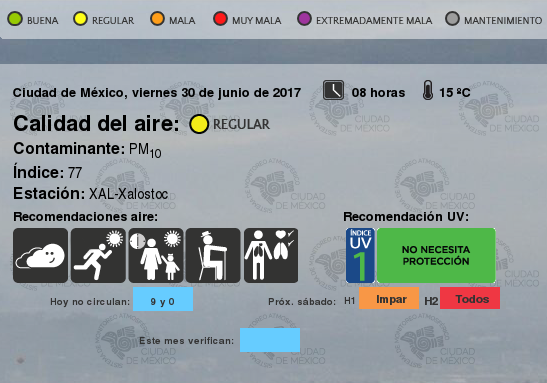 BUENA REGULAR MALA MUY MALA EXTREMADAMENTE MALA MANTENIMIENTO
Ciudad de México, viernes 30 de junio de 2017 08 horas 15 ºC
Calidad del aire: REGULAR
Contaminante: PM10
Índice: 77
Estación: XAL-Xalostoc
Recomendaciones aire: Recomendación UV:
ÍNDICE UV 1 NO NECESITA PROTECCIÓN
Hoy no circulan: 9 y 0 Próx. sábado: H1 Impar H2 Todos
Este mes verifican:
CIUDAD DE MÉXICO